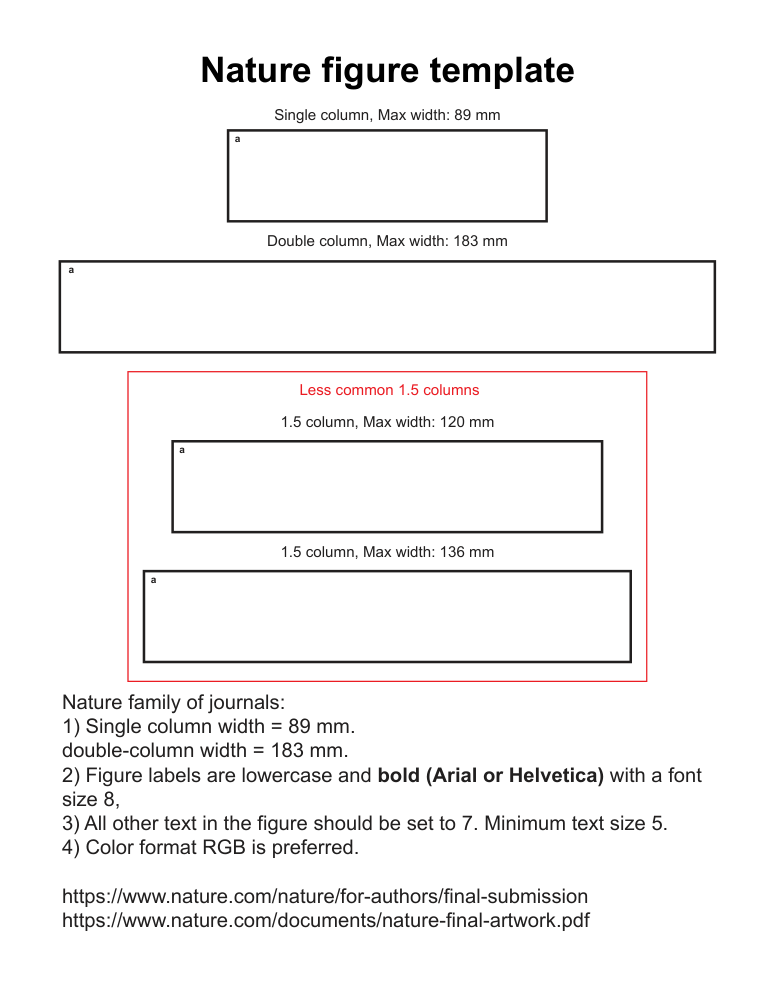 Nature figure template
Single column, Max width: 89 mm
a
Double column, Max width: 183 mm
a
Less common 1.5 columns
1.5 column, Max width: 120 mm
a
1.5 column, Max width: 136 mm
a
Nature family of journals:
1) Single column width = 89 mm.
double-column width = 183 mm.
2) Figure labels are lowercase and bold (Arial or Helvetica) with a font
size 8,
3) All other text in the figure should be set to 7. Minimum text size 5.
4) Color format RGB is preferred.
https://www.nature.com/nature/for-authors/final-submission
https://www.nature.com/documents/nature-final-artwork.pdf